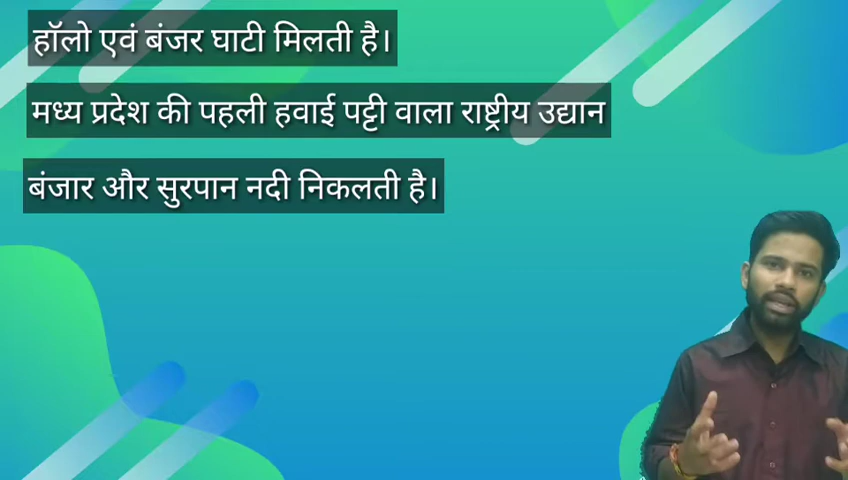 हॉलो एवं बंजर घाटी मिलती है।
मध्य प्रदेश की पहली हवाई पट्टी वाला राष्ट्रीय उद्यान
बंजार और सुरपान नदी निकलती है।